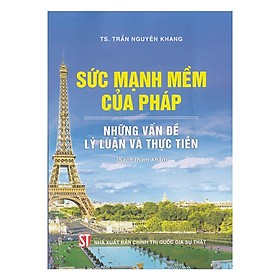 TS. TRẦN NGUYÊN KHANG
SỨC MẠNH MỀM
CỦA PHÁP
NHỮNG VẤN ĐỀ
LÝ LUẬN VÀ THỰC TIỄN
(Sách tham khảo)
ST
NHÀ XUẤT BẢN CHÍNH TRỊ QUỐC GIA SỰ THẬT